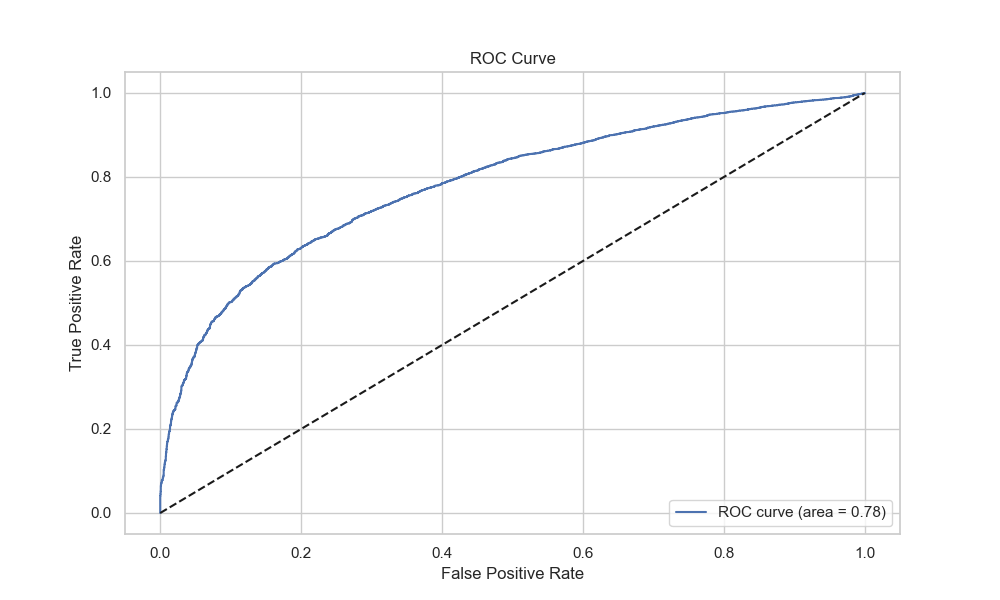 ROC Curve
1.0
0.8
0.6
0.4
0.2
0.0
True Positive Rate
ROC curve (area = 0.78)
0.0 0.2 0.4 0.6 0.8 1.0
False Positive Rate